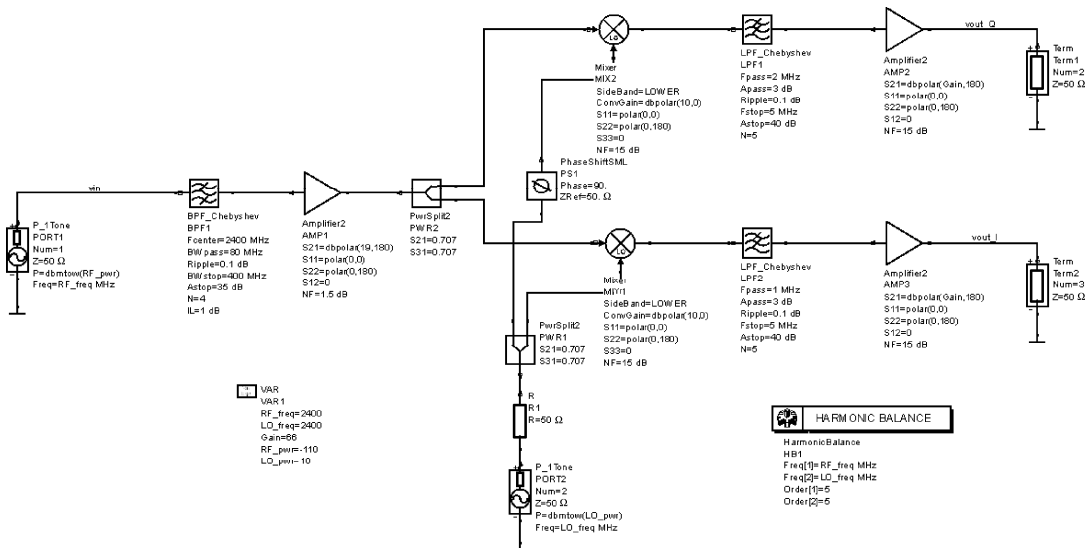 vin
P_1Tone
PORT1
Num=1
Z=50 Ω
P=dbmtow(RF_pwr)
Freq=RF_freq MHz
BPF_Chebyshev
BPF1
Fcenter=2400 MHz
BWpass=80 MHz
Ripple=0.1 dB
BWstop=400 MHz
Astop=35 dB
N=4
IL=1 dB
Amplifier2
AMP1
S21=dbpolar(19,180)
S11=polar(0,0)
S22=polar(0,180)
S12=0
NF=1.5 dB
PwrSplit2
PWR2
S21=0.707
S31=0.707
LO
Mixer
MIX2
SideBand=LOWER
ConvGain=dbpolar(10,0)
S11=polar(0,0)
S22=polar(0,180)
S33=0
NF=15 dB
PhaseShiftSML
PS1
Phase=90.
ZRef=50. Ω
LPF_Chebyshev
LPF1
Fpass=2 MHz
Apass=3 dB
Ripple=0.1 dB
Fstop=5 MHz
Astop=40 dB
N=5
Amplifier2
AMP2
S21=dbpolar(Gain,180)
S11=polar(0,0)
S22=polar(0,180)
S12=0
NF=15 dB
vout_Q
Term
Term1
Num=2
Z=50 Ω
LO
Mixer
MIX1
SideBand=LOWER
ConvGain=dbpolar(10,0)
S11=polar(0,0)
S22=polar(0,180)
S33=0
NF=15 dB
LPF_Chebyshev
LPF2
Fpass=1 MHz
Apass=3 dB
Ripple=0.1 dB
Fstop=5 MHz
Astop=40 dB
N=5
Amplifier2
AMP3
S21=dbpolar(Gain,180)
S11=polar(0,0)
S22=polar(0,180)
S12=0
NF=15 dB
vout_I
Term
Term2
Num=3
Z=50 Ω
PwrSplit2
PWR1
S21=0.707
S31=0.707
R
R1
R=50 Ω
P_1Tone
PORT2
Num=2
Z=50 Ω
P=dbmtow(LO_pwr)
Freq=LO_freq MHz
VAR
VAR1
RF_freq=2400
LO_freq=2400
Gain=66
RF_pwr=-110
LO_pwr=10
HARMONIC BALANCE
HarmonicBalance
HB1
Freq[1]=RF_freq MHz
Freq[2]=LO_freq MHz
Order[1]=5
Order[2]=5